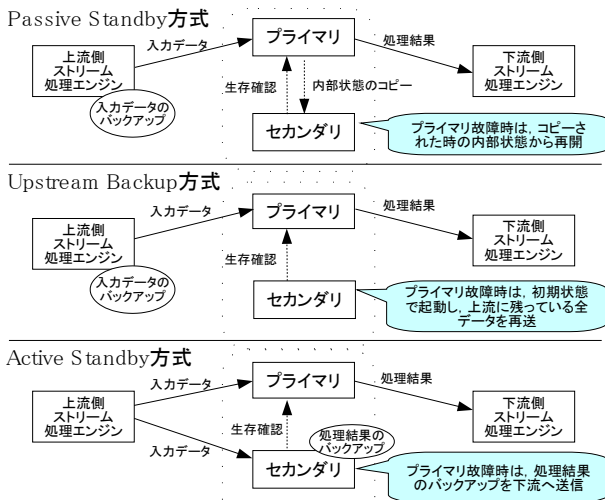 Passive Standby方式
上流側
ストリーム
処理エンジン
入力データの
バックアップ
入力データ
プライマリ
処理結果
下流側
ストリーム
処理エンジン
生存確認
内部状態のコピー
セカンダリ
プライマリ故障時は，コピーさ
れた時の内部状態から再開
Upstream Backup方式
上流側
ストリーム
処理エンジン
入力データの
バックアップ
入力データ
プライマリ
処理結果
下流側
ストリーム
処理エンジン
生存確認
セカンダリ
プライマリ故障時は，初期状態
で起動し，上流に残っている全
データを再送
Active Standby方式
上流側
ストリーム
処理エンジン
入力データ
プライマリ
処理結果
下流側
ストリーム
処理エンジン
入力データ
生存確認
処理結果の
バックアップ
セカンダリ
プライマリ故障時は，処理結果
のバックアップを下流へ送信